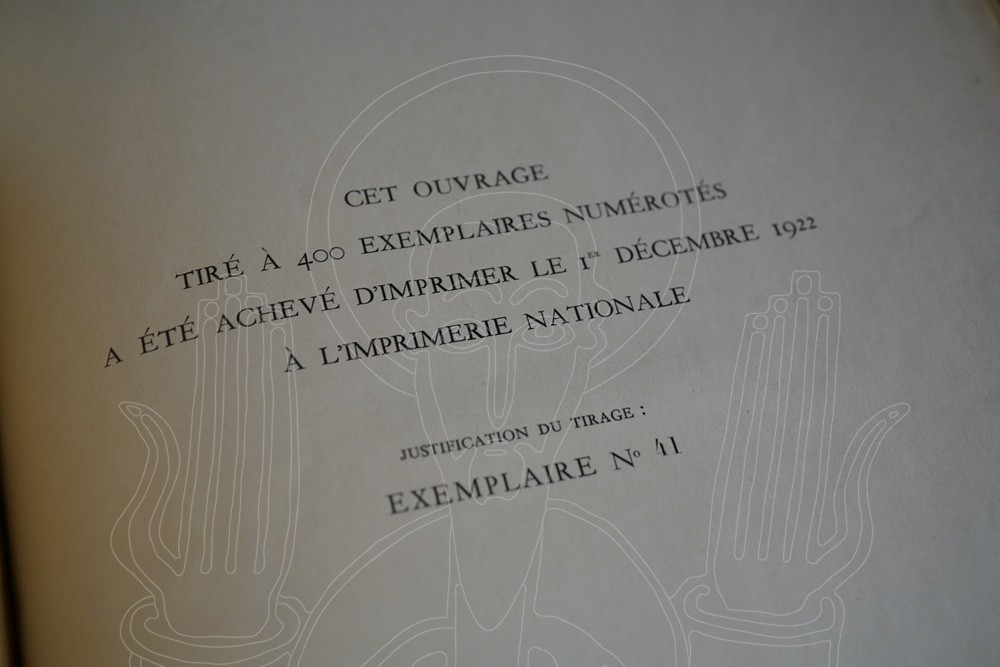 CET OUVRAGE
TIRÉ À 400 EXEMPLAIRES NUMÉROTÉS
A ÉTÉ ACHEVÉ D'IMPRIMER LE 1ER DÉCEMBRE 1922
À L'IMPRIMERIE NATIONALE
JUSTIFICATION DU TIRAGE :
EXEMPLAIRE Nº 41